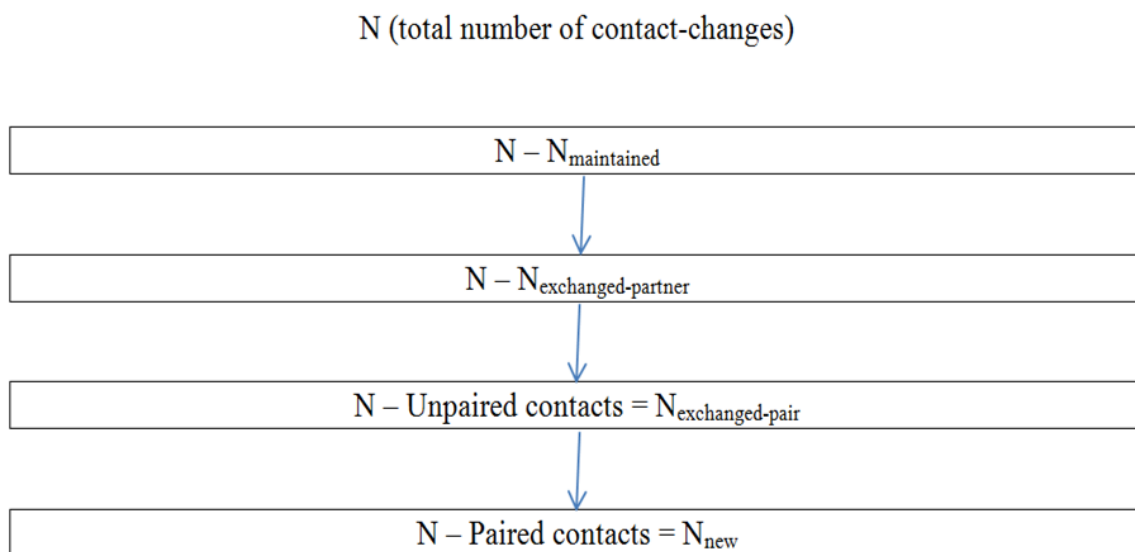 N (total number of contact-changes)
N – Nmaintained
N – Nexchanged-partner
N – Unpaired contacts = Nexchanged-pair
N – Paired contacts = Nnew